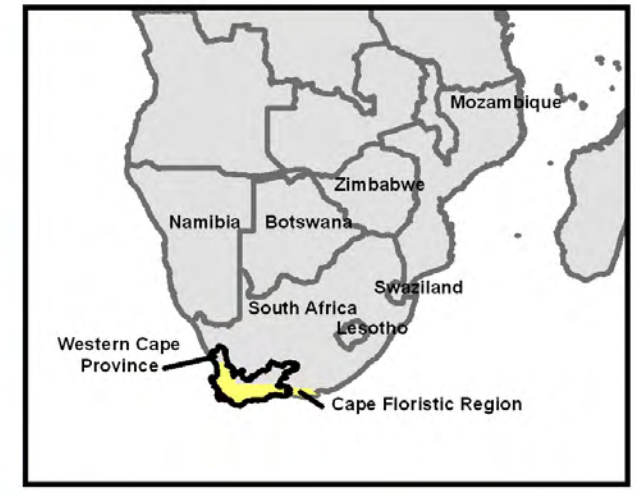 Mozambique
Zimbabwe
Namibia
Botswana
Swaziland
South Africa
Lesotho
Western Cape
Province
Cape Floristic Region